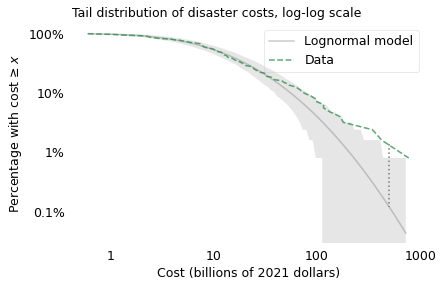 Tail distribution of disaster costs, log-log scale
Lognormal model
Data
Percentage with cost ≥ x
100%
10%
1%
0.1%
1 10 100 1000
Cost (billions of 2021 dollars)